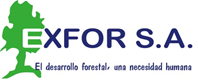 EXFOR S.A.
El desarrollo forestal, una necesidad humana